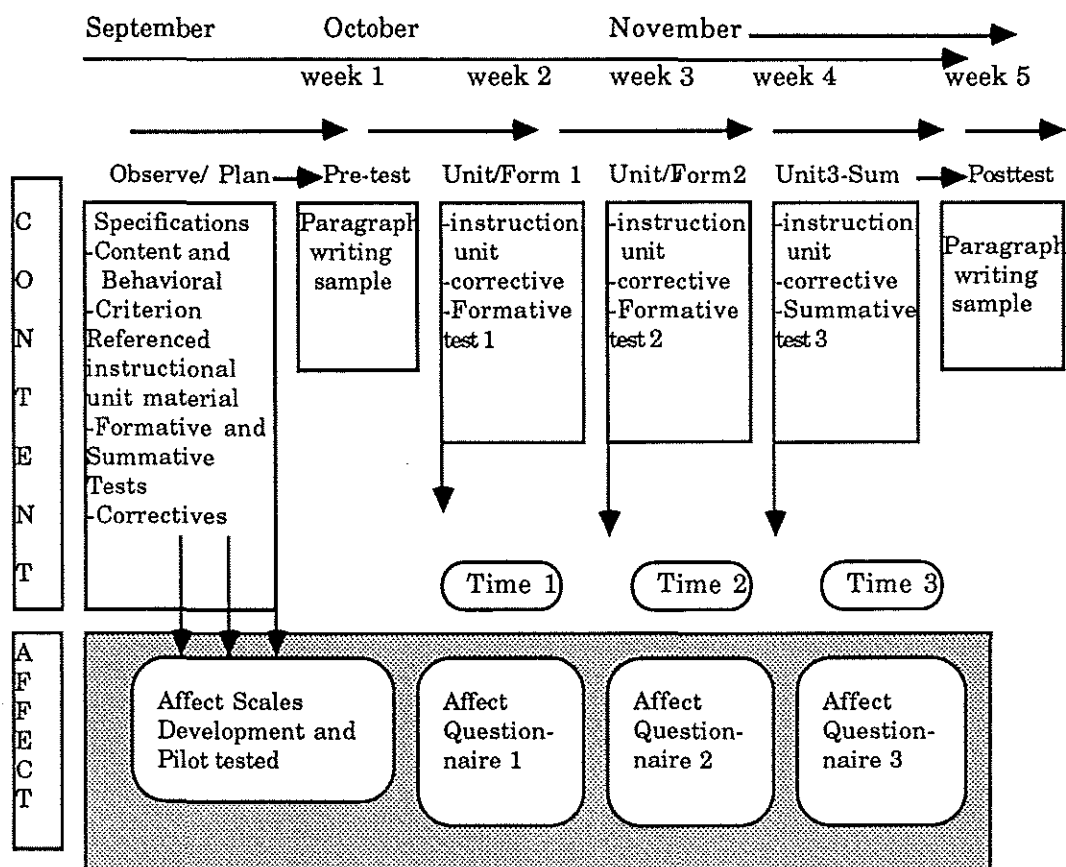 September October November
week 1 week 2 week 3 week 4 week 5
Observe/ Plan Pre-test Unit/Form 1 Unit/Form2 Unit3-Sum Posttest
CONTENT
Specifications
-Content and
Behavioral
-Criterion
Referenced
instructional
unit material
-Formative and
Summative
Tests
-Correctives
Paragraph
writing
sample
-instruction
unit
-corrective
-Formative
test 1
-instruction
unit
-corrective
-Formative
test 2
-instruction
unit
-corrective
-Summative
test 3
Paragraph
writing
sample
Time 1 Time 2 Time 3
AFFECT
Affect Scales
Development and
Pilot tested
Affect
Question-
naire 1
Affect
Question-
naire 2
Affect
Question-
naire 3